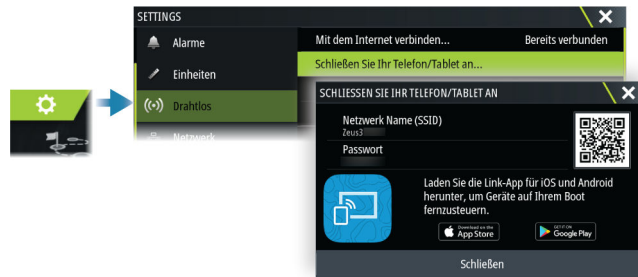 SETTINGS
Alarme
Einheiten
Drahtlos
Netzwerk
Mit dem Internet verbinden... Bereits verbunden
Schließen Sie Ihr Telefon/Tablet an...
SCHLIESSEN SIE IHR TELEFON/TABLET AN
Netzwerk Name (SSID)
Zeus3
Passwort
Laden Sie die Link-App für iOS und Android
herunter, um Geräte auf Ihrem Boot
fernzusteuern.
Download on the
App Store
GET IT ON
Google Play
Schließen